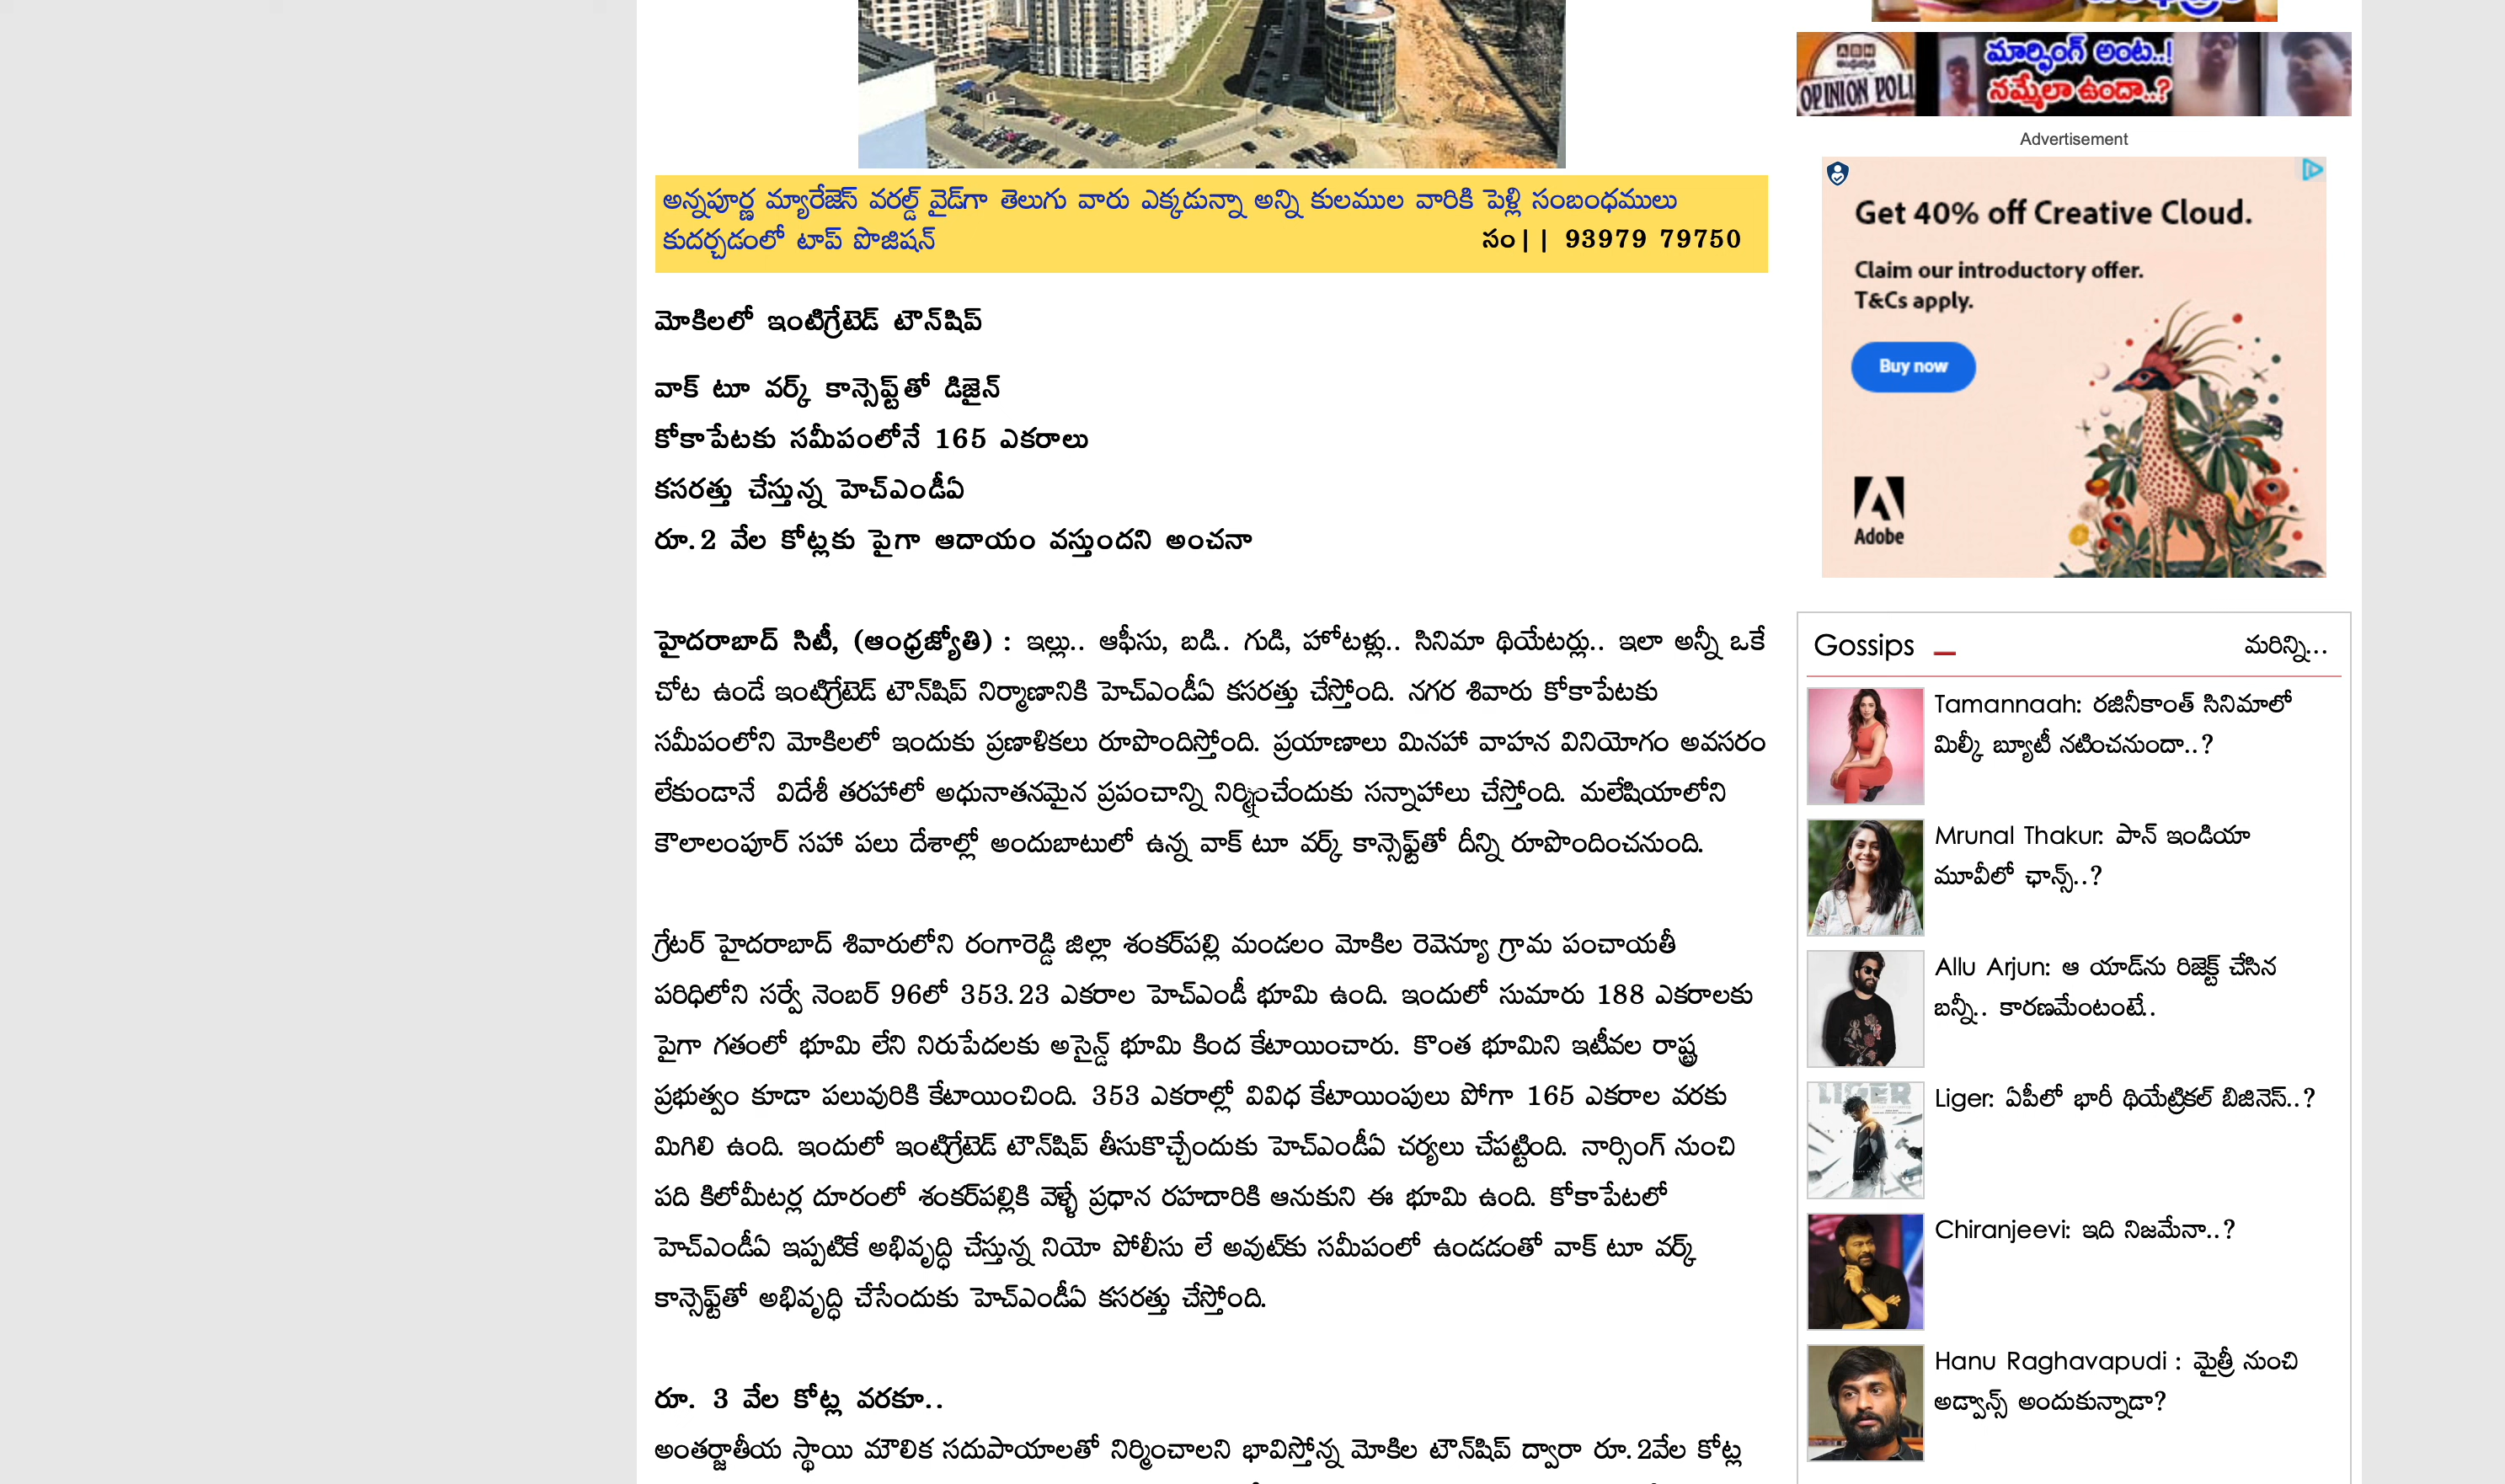 మార్ఫింగ్ అంట..!
నమ్మేలా ఉందా..?
ABN
OPINION POLL
Advertisement
Get 40% off Creative Cloud.
Claim our introductory offer.
T&Cs apply.
Buy now
Adobe
అన్నపూర్ణ మ్యారేజెస్ వరల్డ్ వైడ్‌గా తెలుగు వారు ఎక్కడున్నా అన్ని కులముల వారికి పెళ్లి సంబంధములు
కుదర్చడంలో టాప్ పొజిషన్ సం|| 93979 79750
మోకిలలో ఇంటిగ్రేటెడ్ టౌన్‌షిప్
వాక్ టూ వర్క్ కాన్సెప్ట్‌తో డిజైన్
కోకాపేటకు సమీపంలోనే 165 ఎకరాలు
కసరత్తు చేస్తున్న హెచ్‌ఎండీఏ
రూ.2 వేల కోట్లకు పైగా ఆదాయం వస్తుందని అంచనా
హైదరాబాద్ సిటీ, (ఆంధ్రజ్యోతి) : ఇల్లు.. ఆఫీసు, బడి.. గుడి, హోటళ్లు.. సినిమా థియేటర్లు.. ఇలా అన్నీ ఒకే
చోట ఉండే ఇంటిగ్రేటెడ్ టౌన్‌షిప్ నిర్మాణానికి హెచ్‌ఎండీఏ కసరత్తు చేస్తోంది. నగర శివారు కోకాపేటకు
సమీపంలోని మోకిలలో ఇందుకు ప్రణాళికలు రూపొందిస్తోంది. ప్రయాణాలు మినహా వాహన వినియోగం అవసరం
లేకుండానే విదేశీ తరహాలో అధునాతనమైన ప్రపంచాన్ని నిర్మించేందుకు సన్నాహాలు చేస్తోంది. మలేషియాలోని
కౌలాలంపూర్ సహా పలు దేశాల్లో అందుబాటులో ఉన్న వాక్ టూ వర్క్ కాన్సెఫ్ట్‌తో దీన్ని రూపొందించనుంది.
గ్రేటర్ హైదరాబాద్ శివారులోని రంగారెడ్డి జిల్లా శంకర్‌పల్లి మండలం మోకిల రెవెన్యూ గ్రామ పంచాయతీ
పరిధిలోని సర్వే నెంబర్ 96లో 353.23 ఎకరాల హెచ్‌ఎండీ భూమి ఉంది. ఇందులో సుమారు 188 ఎకరాలకు
పైగా గతంలో భూమి లేని నిరుపేదలకు అసైన్డ్ భూమి కింద కేటాయించారు. కొంత భూమిని ఇటీవల రాష్ట్ర
ప్రభుత్వం కూడా పలువురికి కేటాయించింది. 353 ఎకరాల్లో వివిధ కేటాయింపులు పోగా 165 ఎకరాల వరకు
మిగిలి ఉంది. ఇందులో ఇంటిగ్రేటెడ్ టౌన్‌షిప్ తీసుకొచ్చేందుకు హెచ్‌ఎండీఏ చర్యలు చేపట్టింది. నార్సింగ్ నుంచి
పది కిలోమీటర్ల దూరంలో శంకర్‌పల్లికి వెళ్ళే ప్రధాన రహదారికి ఆనుకుని ఈ భూమి ఉంది. కోకాపేటలో
హెచ్‌ఎండీఏ ఇప్పటికే అభివృద్ధి చేస్తున్న నియో పోలీసు లే అవుట్‌కు సమీపంలో ఉండడంతో వాక్ టూ వర్క్
కాన్సెఫ్ట్‌తో అభివృద్ధి చేసేందుకు హెచ్‌ఎండీఏ కసరత్తు చేస్తోంది.
రూ. 3 వేల కోట్ల వరకూ..
అంతర్జాతీయ స్థాయి మౌలిక సదుపాయాలతో నిర్మించాలని భావిస్తోన్న మోకిల టౌన్‌షిప్ ద్వారా రూ.2వేల కోట్ల
Gossips మరిన్ని...
Tamannaah: రజినీకాంత్ సినిమాలో
మిల్కీ బ్యూటీ నటించనుందా..?
Mrunal Thakur: పాన్ ఇండియా
మూవీలో ఛాన్స్..?
Allu Arjun: ఆ యాడ్‌ను రిజెక్ట్ చేసిన
బన్నీ.. కారణమేంటంటే..
LIGER
Liger: ఏపీలో భారీ థియేట్రికల్ బిజినెస్..?
Chiranjeevi: ఇది నిజమేనా..?
Hanu Raghavapudi : మైత్రీ నుంచి
అడ్వాన్స్ అందుకున్నాడా?